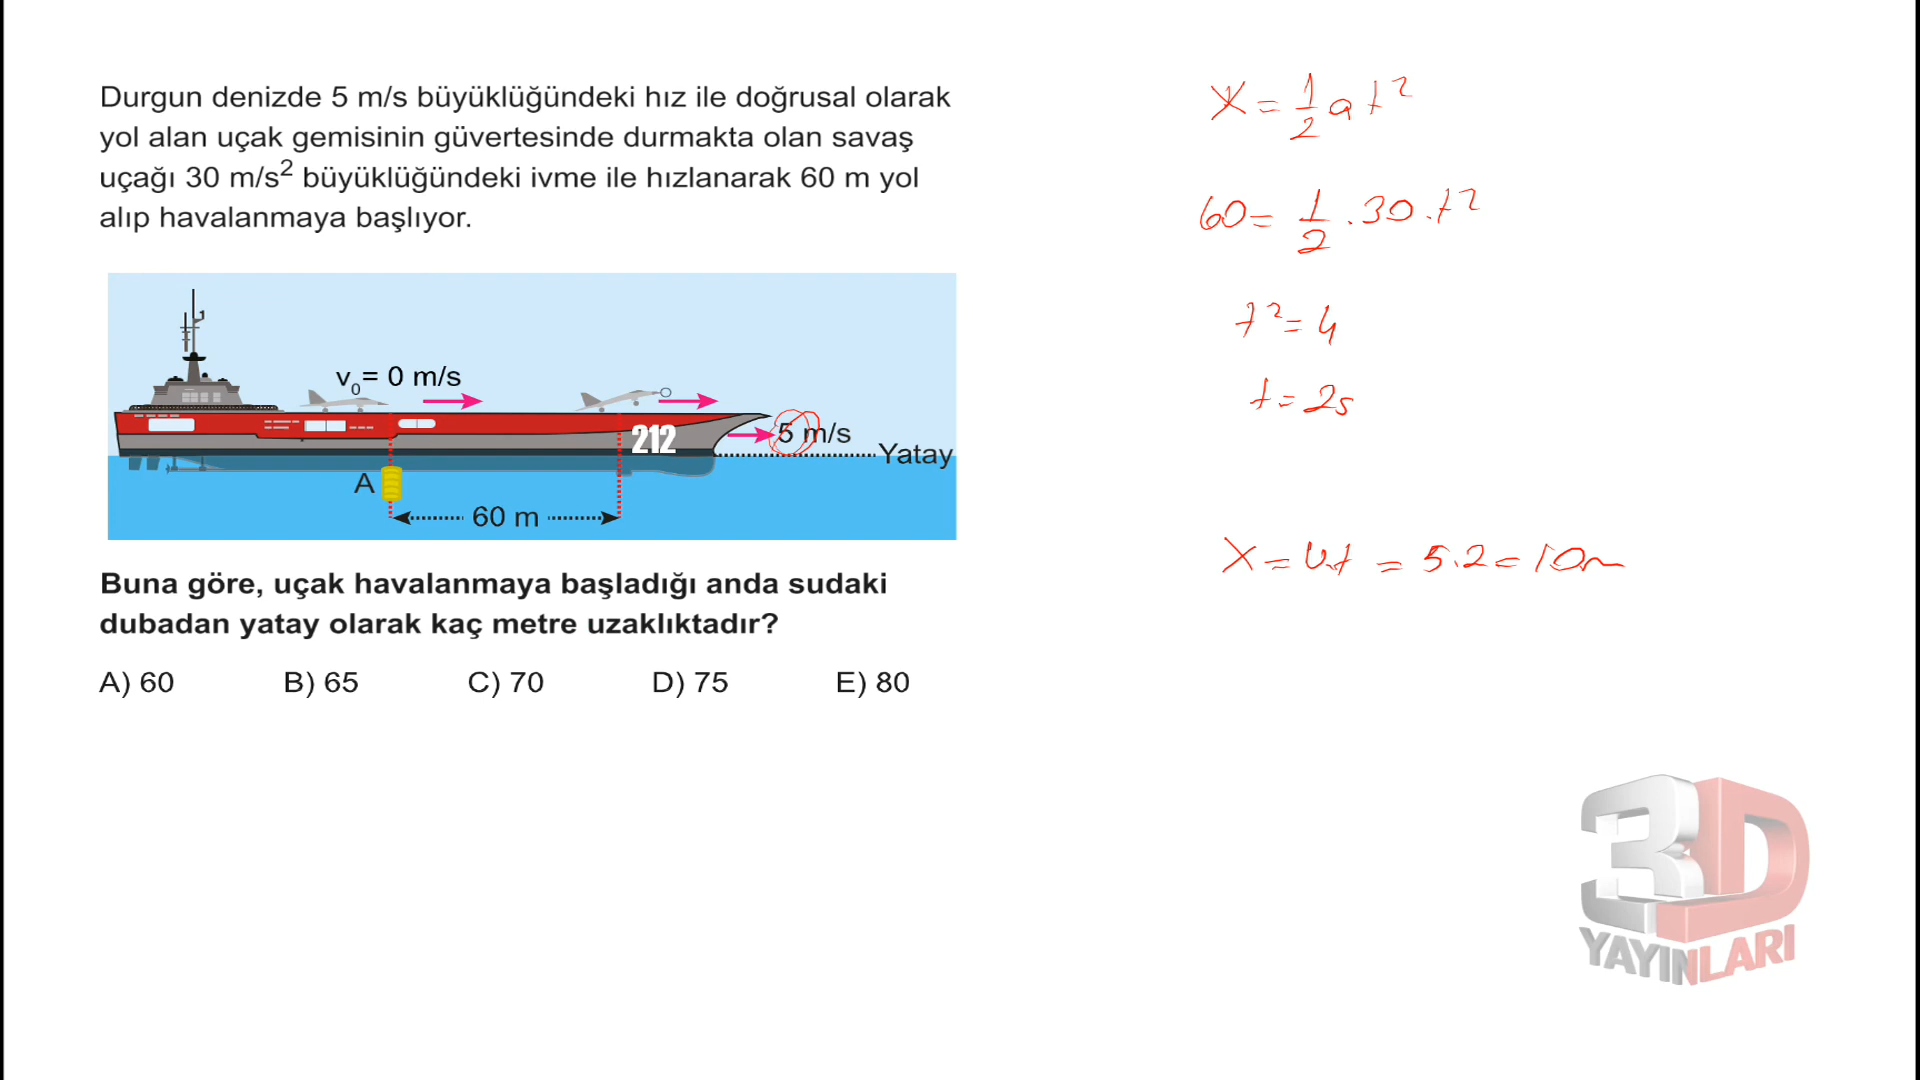 Durgun denizde 5 m/s büyüklüğündeki hız ile doğrusal olarak
yol alan uçak gemisinin güvertesinde durmakta olan savaş
uçağı 30 m/s² büyüklüğündeki ivme ile hızlanarak 60 m yol
alıp havalanmaya başlıyor.
v₀= 0 m/s
212
5 m/s
Yatay
A
60 m
Buna göre, uçak havalanmaya başladığı anda sudaki
dubadan yatay olarak kaç metre uzaklıktadır?
A) 60 B) 65 C) 70 D) 75 E) 80
X = 1/2 a t²
60 = 1/2 . 30 . t²
t² = 4
t = 2s
X = v.t = 5.2 = 10m
3D
YAYINLARI